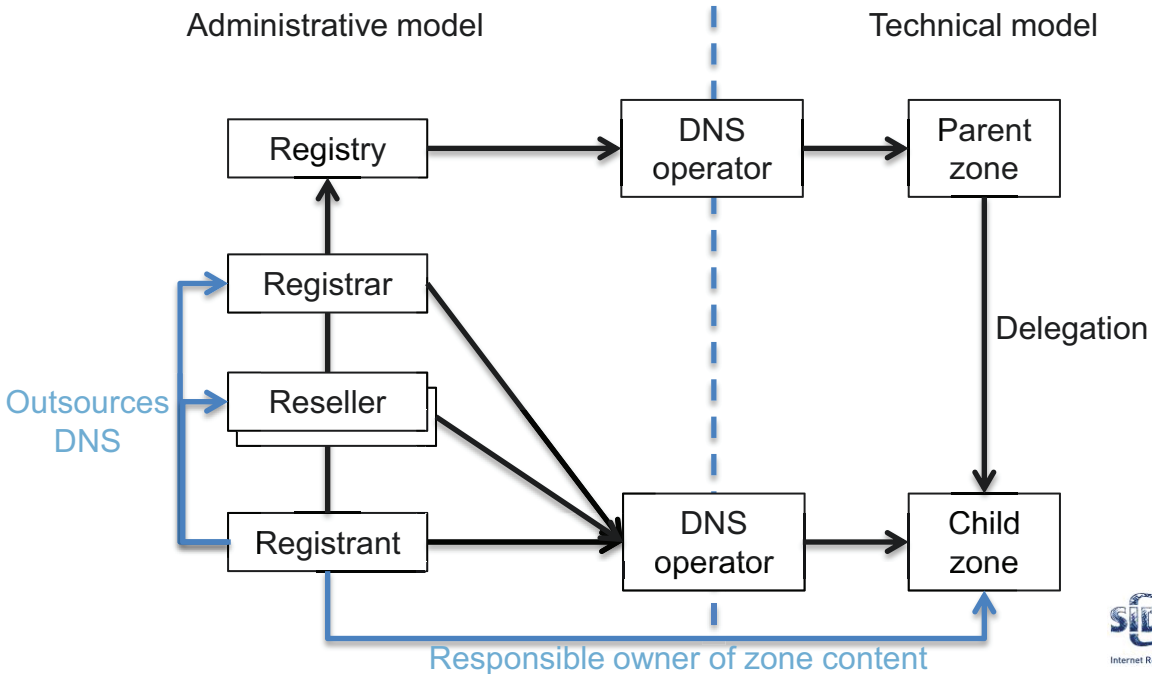 Administrative model
Technical model
Registry
DNS
operator
Parent
zone
Registrar
Delegation
Outsources
DNS
Reseller
Registrant
DNS
operator
Child
zone
Responsible owner of zone content
Internet R